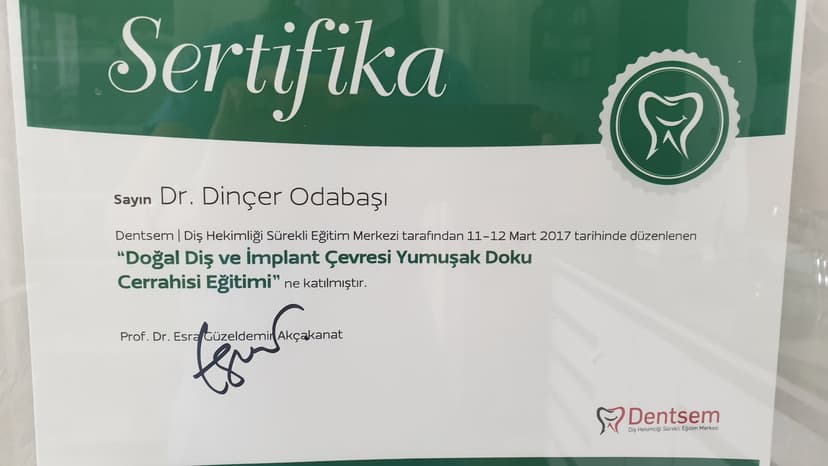 Sertifika
Sayın Dr. Dinçer Odabaşı
Dentsem | Diş Hekimliği Sürekli Eğitim Merkezi tarafından 11-12 Mart 2017 tarihinde düzenlenen
“Doğal Diş ve İmplant Çevresi Yumuşak Doku
Cerrahisi Eğitimi” ne katılmıştır.
Prof. Dr. Esra Güzeldemir Akçakanat
Dentsem
Diş Hekimliği Sürekli Eğitim Merkezi